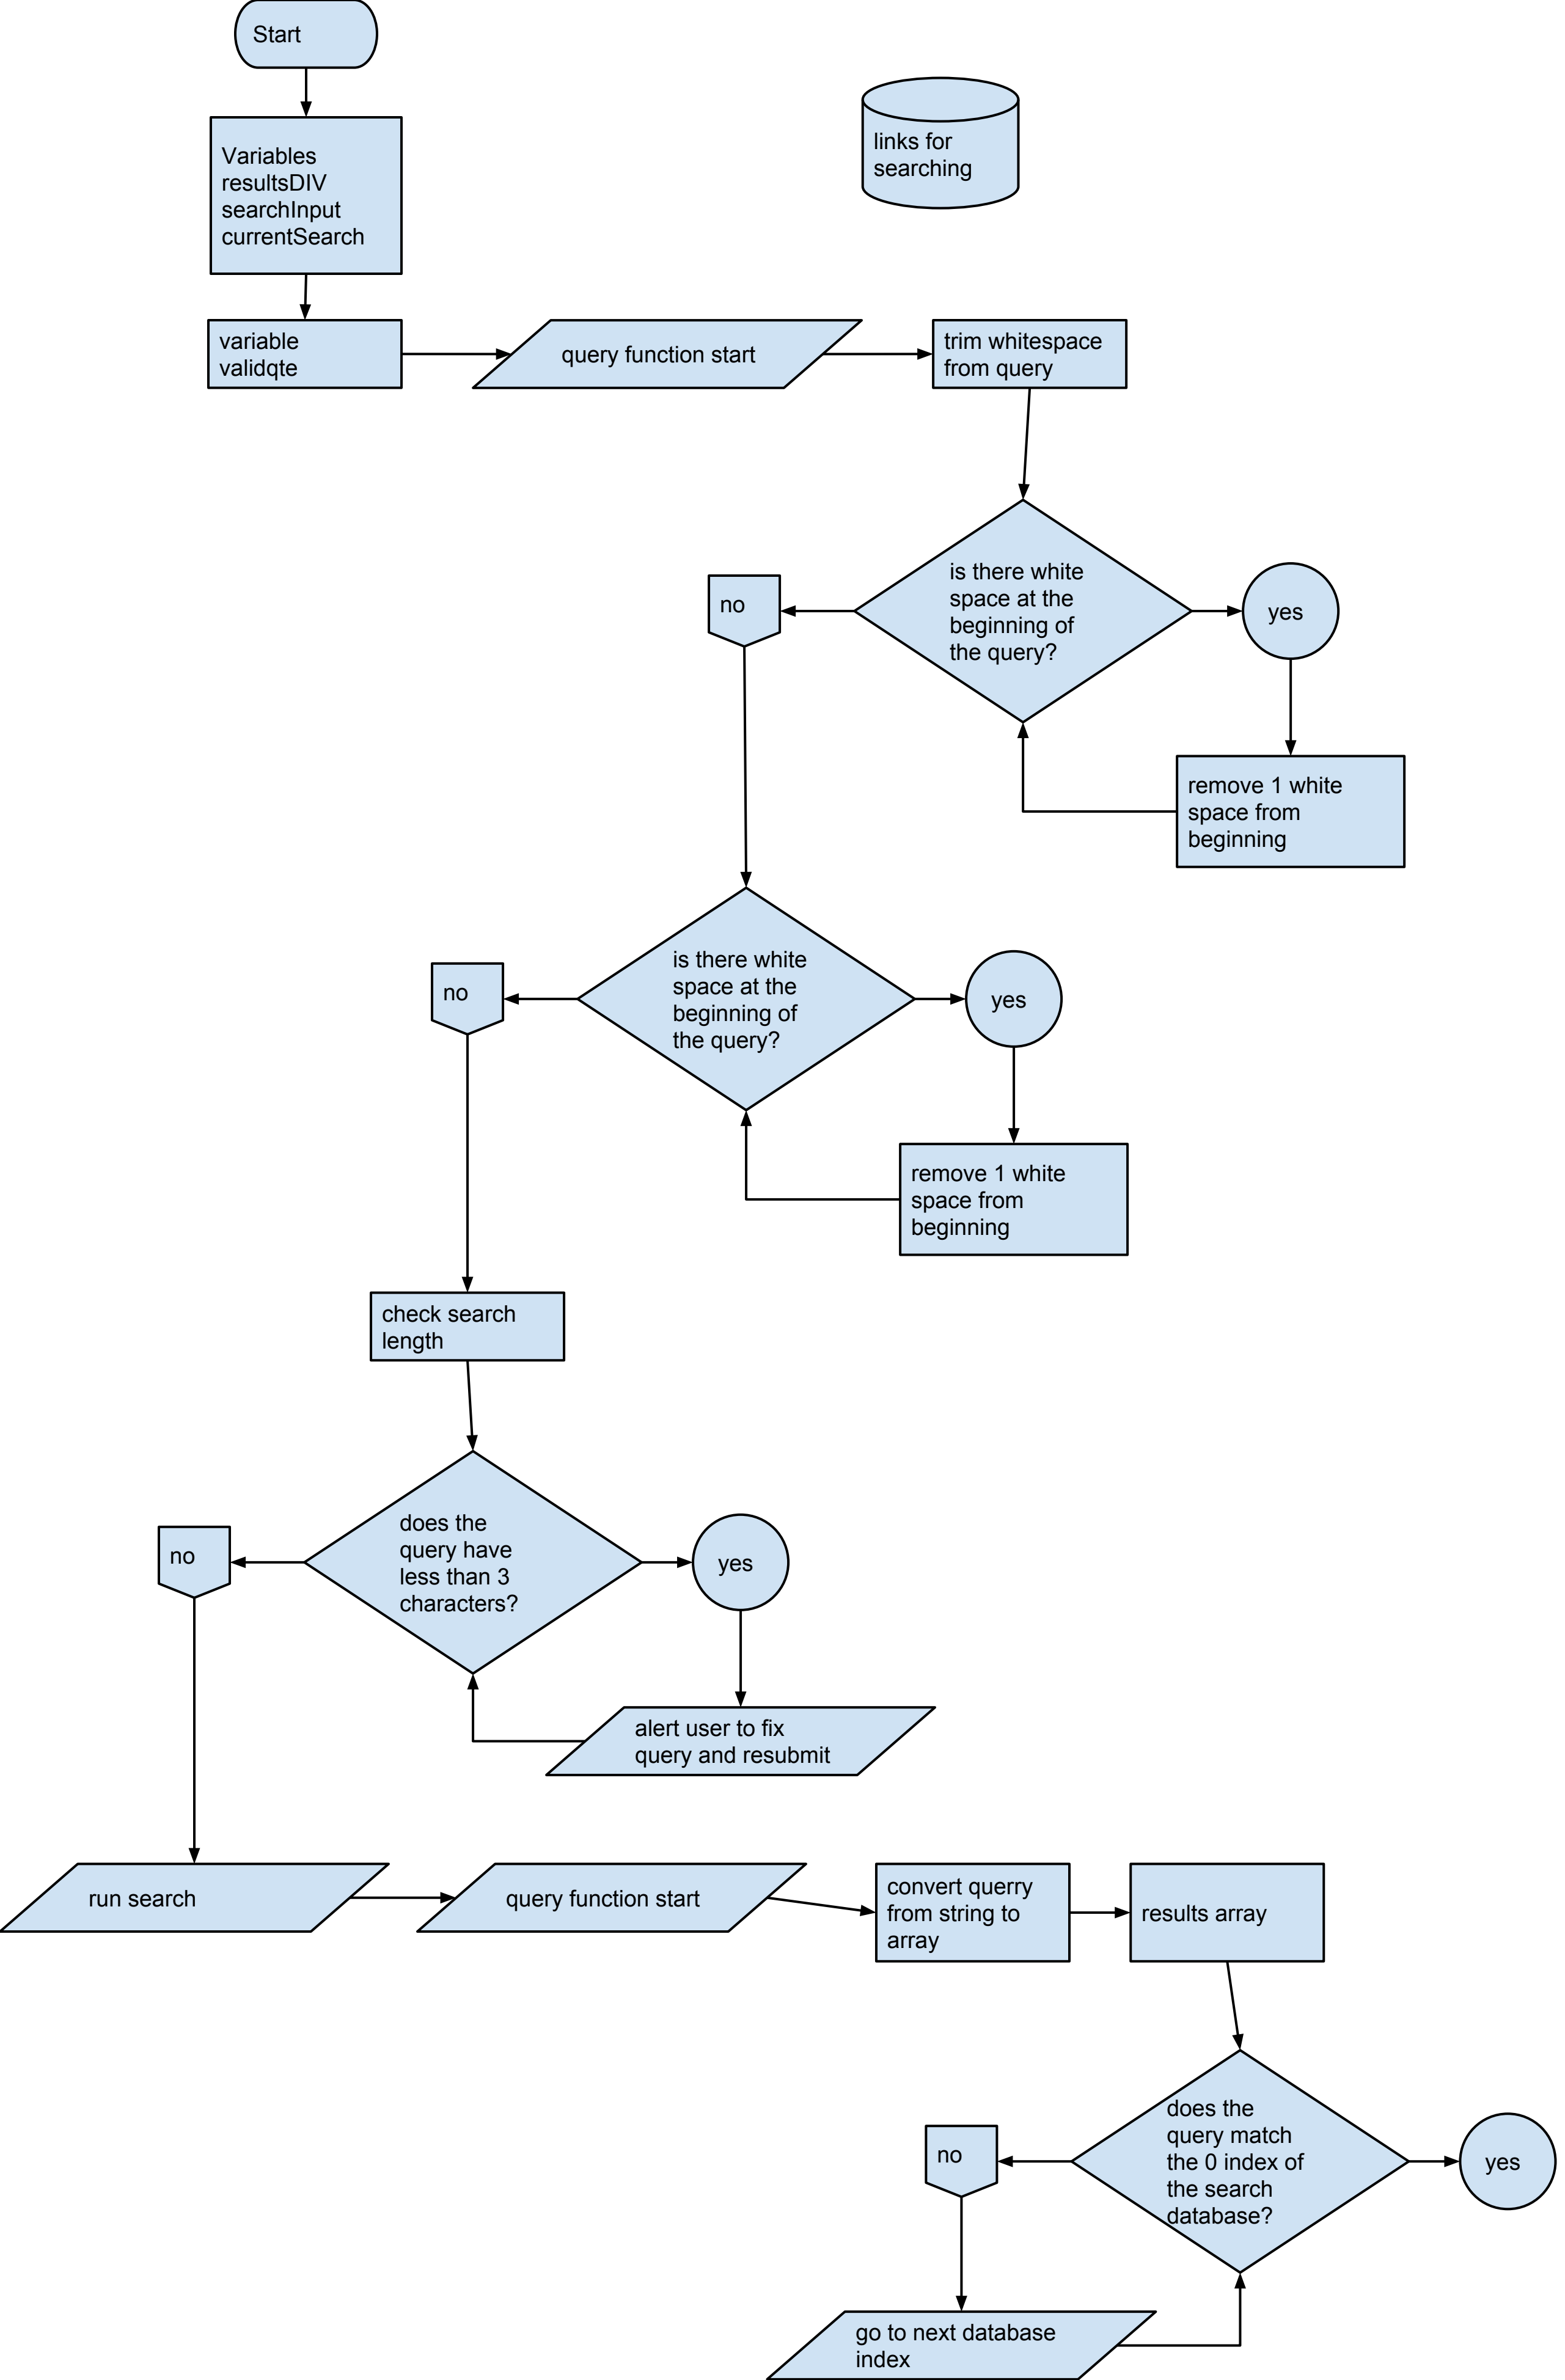 Start
links for
searching
Variables
resultsDIV
searchInput
currentSearch
variable
validqte
query function start
trim whitespace
from query
is there white
space at the
beginning of
the query?
no
yes
remove 1 white
space from
beginning
is there white
space at the
beginning of
the query?
no
yes
remove 1 white
space from
beginning
check search
length
does the
query have
less than 3
characters?
no
yes
alert user to fix
query and resubmit
run search
query function start
convert querry
from string to
array
results array
does the
query match
the 0 index of
the search
database?
no
yes
go to next database
index